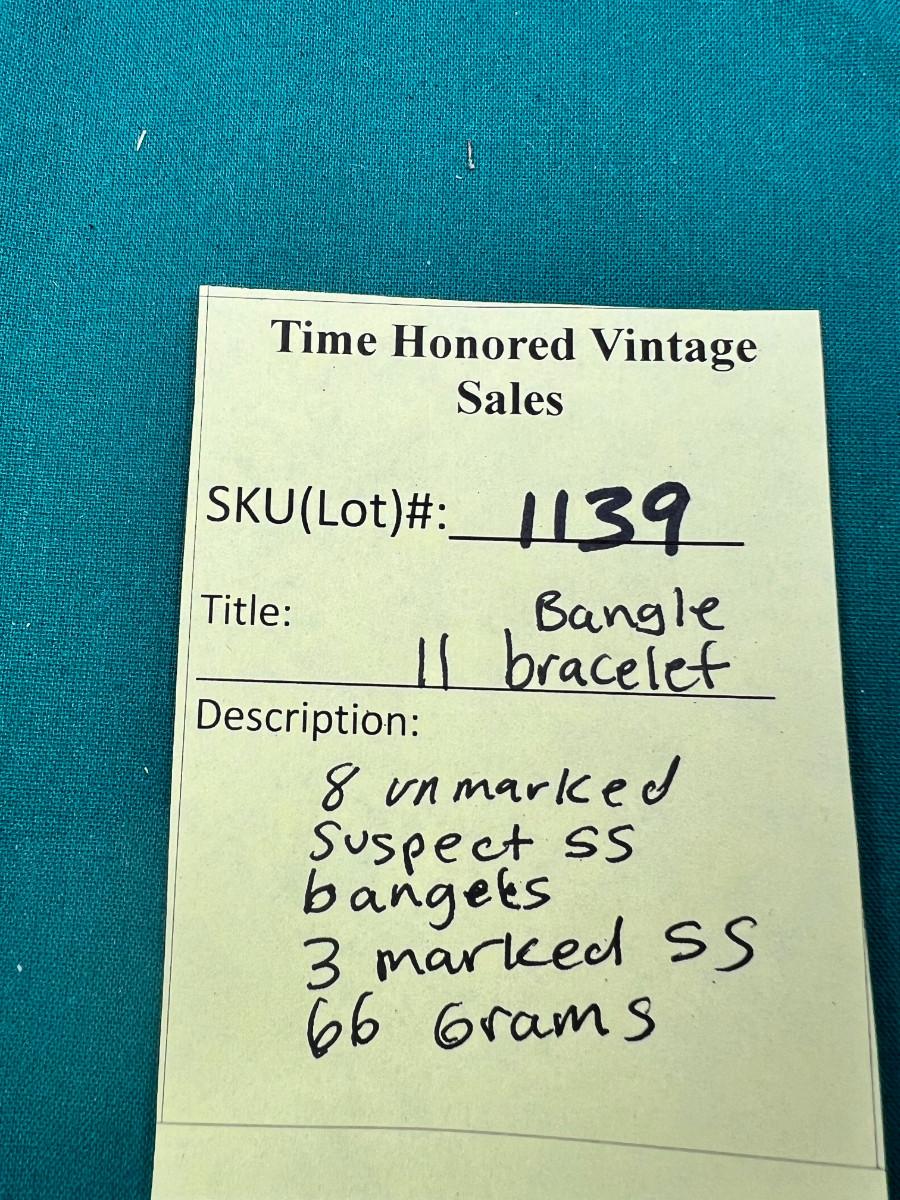 Time Honored Vintage
Sales
SKU(Lot)#: 1139
Title: Bangle
11 bracelet
Description:
8 unmarked
Suspect SS
bangels
3 marked SS
66 Grams